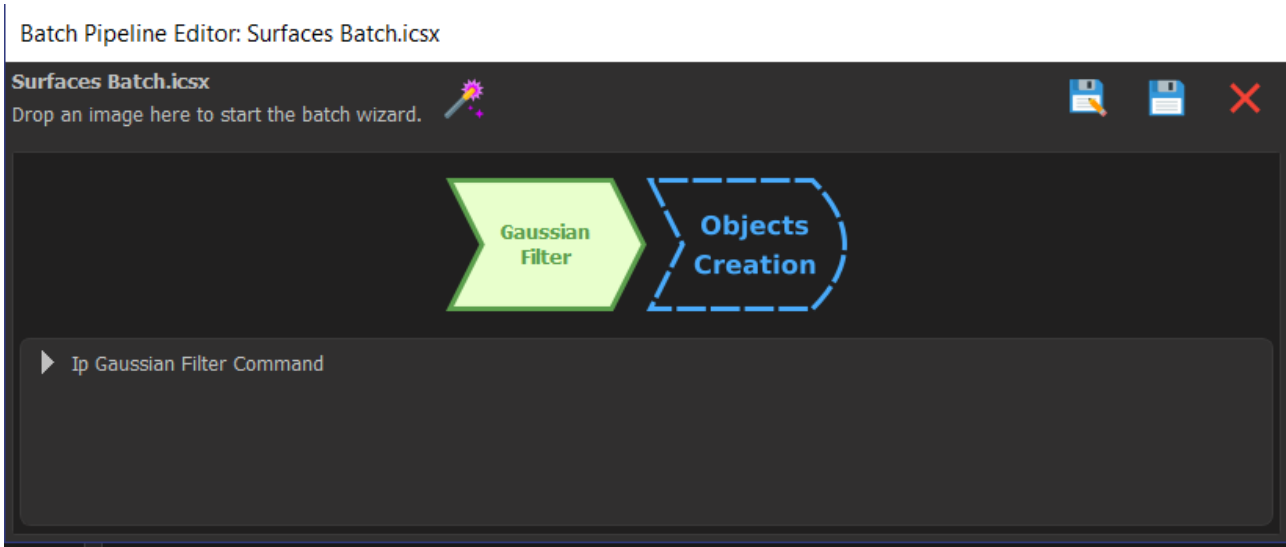 Batch Pipeline Editor: Surfaces Batch.icsx
Surfaces Batch.icsx
Drop an image here to start the batch wizard.
Gaussian
Filter
Objects
Creation
Ip Gaussian Filter Command